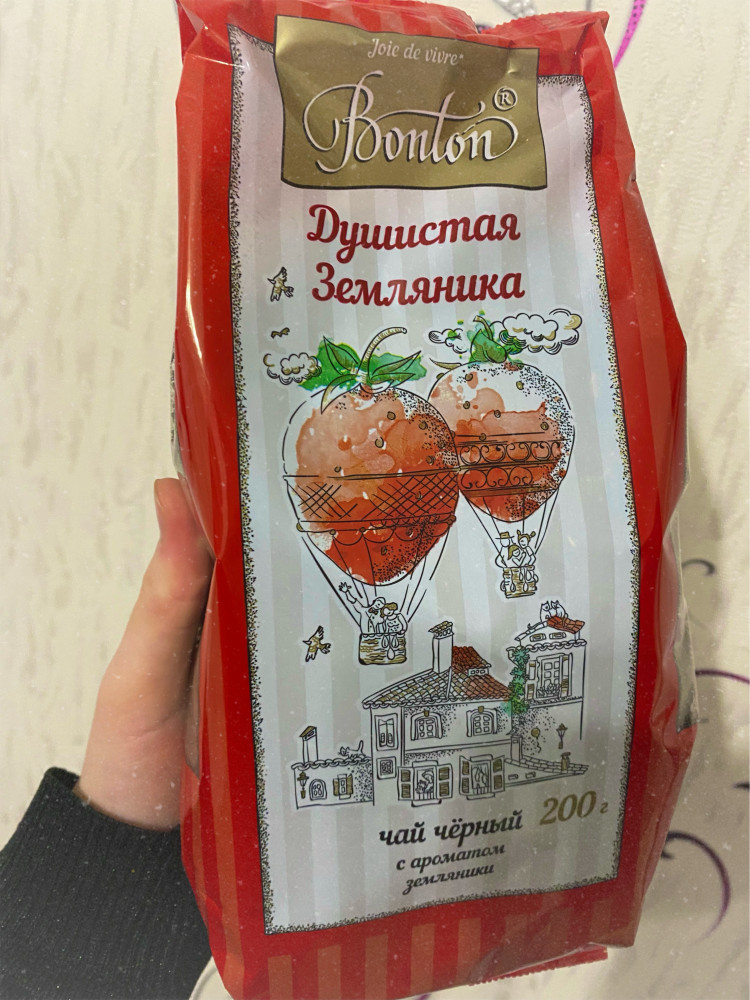 Joie de vivre*
Bonton®
Душистая
Земляника
чай чёрный 200 г
с ароматом
земляники